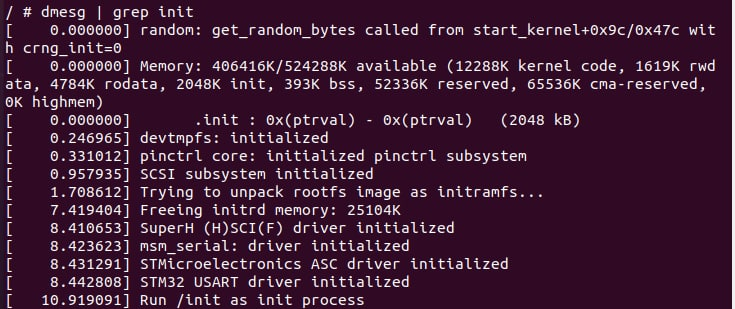 / # dmesg | grep init
[    0.000000] random: get_random_bytes called from start_kernel+0x9c/0x47c wit
h crng_init=0
[    0.000000] Memory: 406416K/524288K available (12288K kernel code, 1619K rwd
ata, 4784K rodata, 2048K init, 393K bss, 52336K reserved, 65536K cma-reserved, 
0K highmem)
[    0.000000]       .init : 0x(ptrval) - 0x(ptrval)   (2048 kB)
[    0.246965] devtmpfs: initialized
[    0.331012] pinctrl core: initialized pinctrl subsystem
[    0.957935] SCSI subsystem initialized
[    1.708612] Trying to unpack rootfs image as initramfs...
[    7.419404] Freeing initrd memory: 25104K
[    8.410653] SuperH (H)SCI(F) driver initialized
[    8.423623] msm_serial: driver initialized
[    8.431291] STMicroelectronics ASC driver initialized
[    8.442808] STM32 USART driver initialized
[   10.919091] Run /init as init process